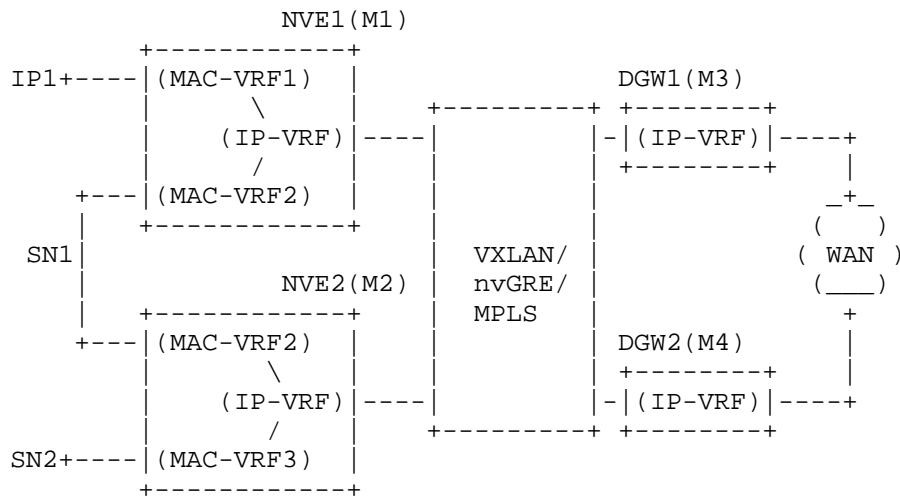 NVE1(M1)
IP1 (MAC-VRF1) DGW1(M3)
(IP-VRF) (IP-VRF)
(MAC-VRF2)
SN1 VXLAN/ WAN
NVE2(M2) nvGRE/
MPLS
(MAC-VRF2) DGW2(M4)
(IP-VRF) (IP-VRF)
SN2 (MAC-VRF3)